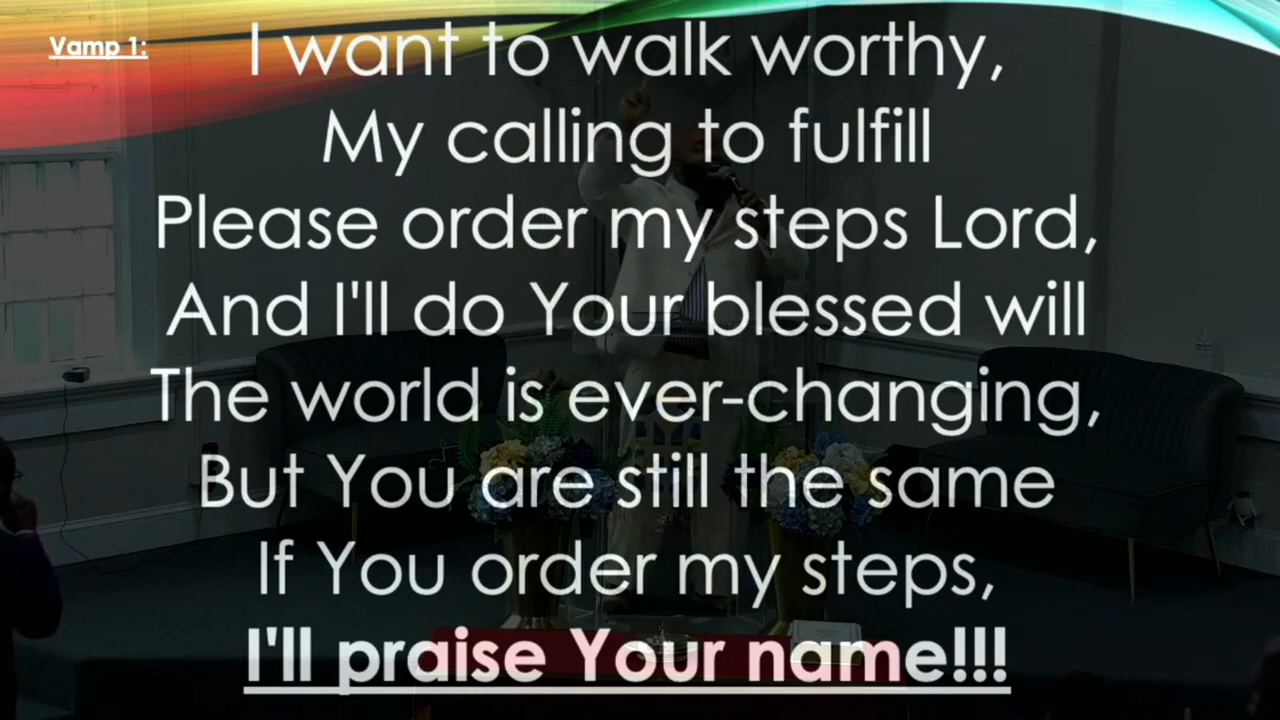 Vamp 1:
I want to walk worthy,
My calling to fulfill
Please order my steps Lord,
And I'll do Your blessed will
The world is ever-changing,
But You are still the same
If You order my steps,
I'll praise Your name!!!